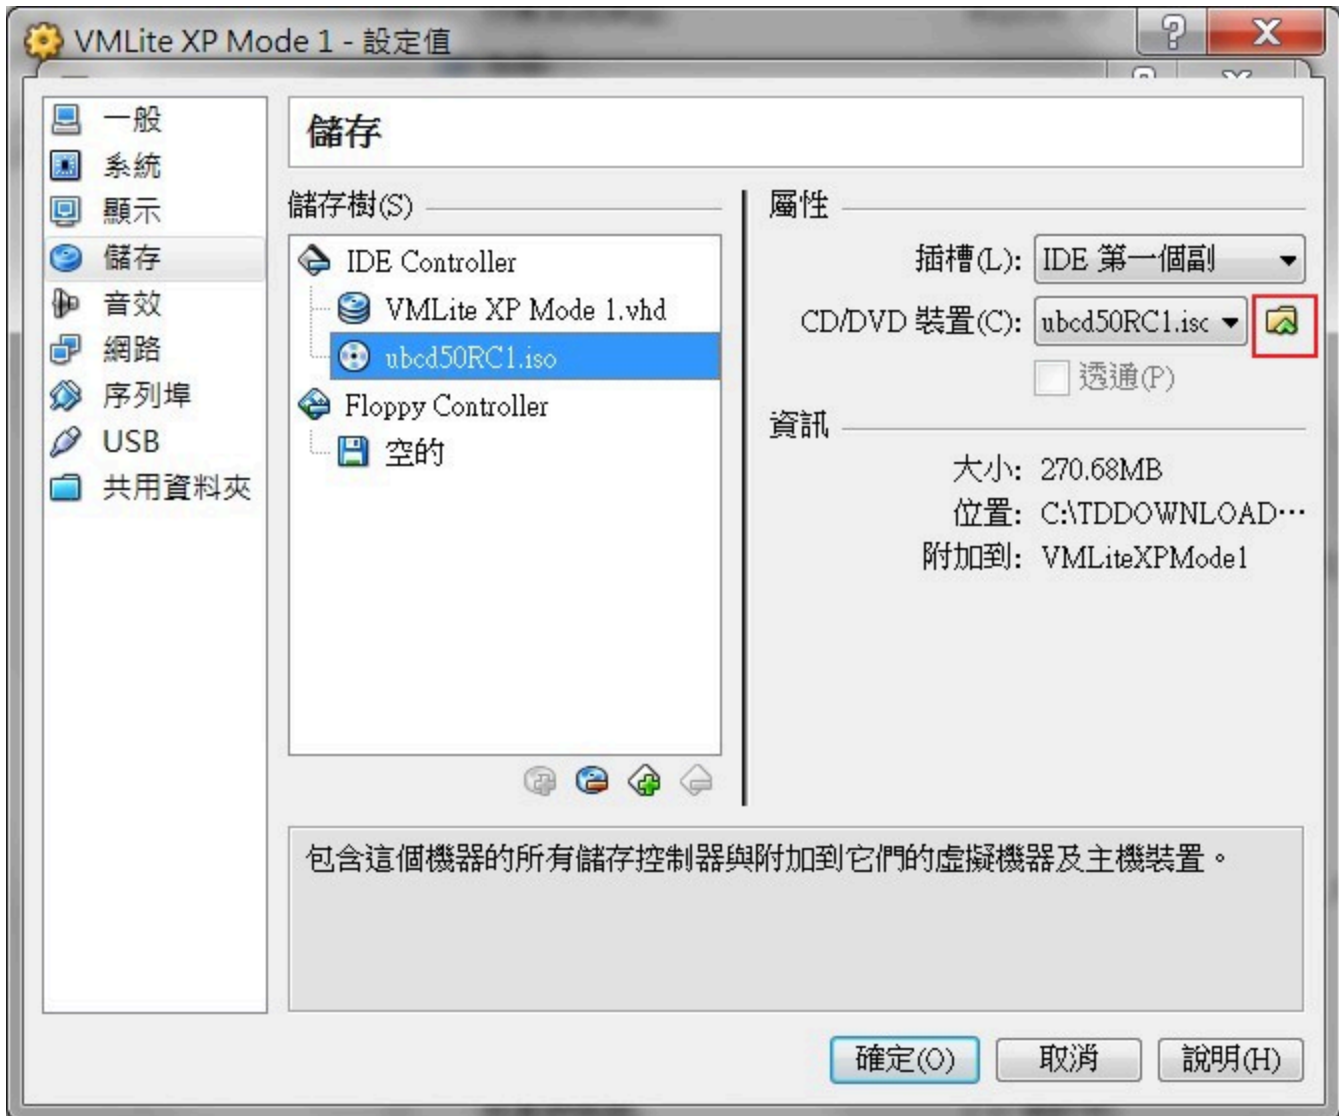 VMLite XP Mode 1 - 設定值
一般
系統
顯示
儲存
音效
網路
序列埠
USB
共用資料夾
儲存
儲存樹(S)
IDE Controller
VMLite XP Mode 1.vhd
ubcd50RC1.iso
Floppy Controller
空的
屬性
插槽(L): IDE 第一個副
CD/DVD 裝置(C): ubcd50RC1.isc
透通(P)
資訊
大小: 270.68MB
位置: C:\TDDOWNLOAD…
附加到: VMLiteXPMode1
包含這個機器的所有儲存控制器與附加到它們的虛擬機器及主機裝置。
確定(O) 取消 說明(H)